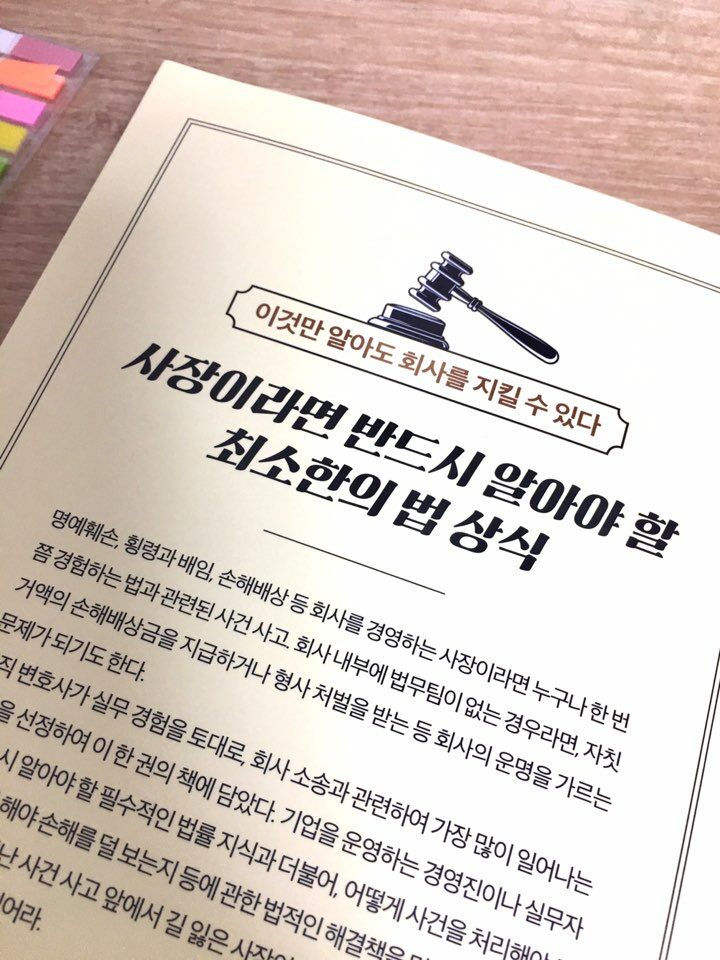 이것만 알아도 회사를 지킬 수 있다
사장이라면 반드시 알아야 할
최소한의 법 상식
명예훼손, 횡령과 배임, 손해배상 등 회사를 경영하는 사장이라면 누구나 한 번
쯤 경험하는 법과 관련된 사건 사고. 회사 내부에 법무팀이 없는 경우라면, 자칫
거액의 손해배상금을 지급하거나 형사 처벌을 받는 등 회사의 운명을 가르는
문제가 되기도 한다.
직 변호사가 실무 경험을 토대로, 회사 소송과 관련하여 가장 많이 일어나는
을 선정하여 이 한 권의 책에 담았다. 기업을 운영하는 경영진이나 실무자
시 알아야 할 필수적인 법률 지식과 더불어, 어떻게 사건을 처리해야
해야 손해를 덜 보는지 등에 관한 법적인 해결책을
난 사건 사고 앞에서 길 잃은